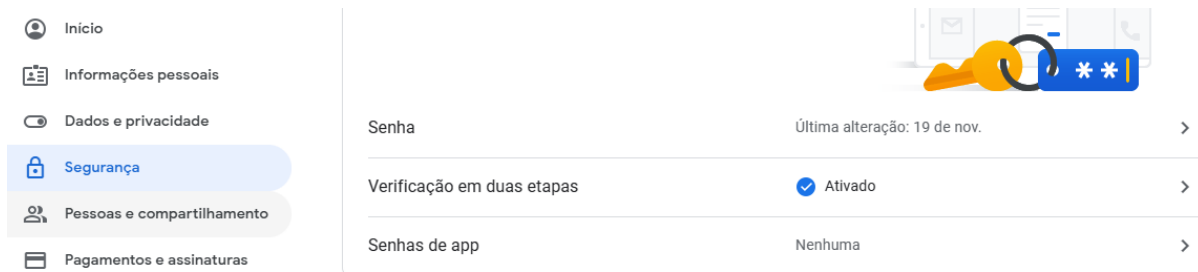 Início
Informações pessoais
Dados e privacidade
Segurança
Pessoas e compartilhamento
Pagamentos e assinaturas
**
Senha Última alteração: 19 de nov.
Verificação em duas etapas Ativado
Senhas de app Nenhuma